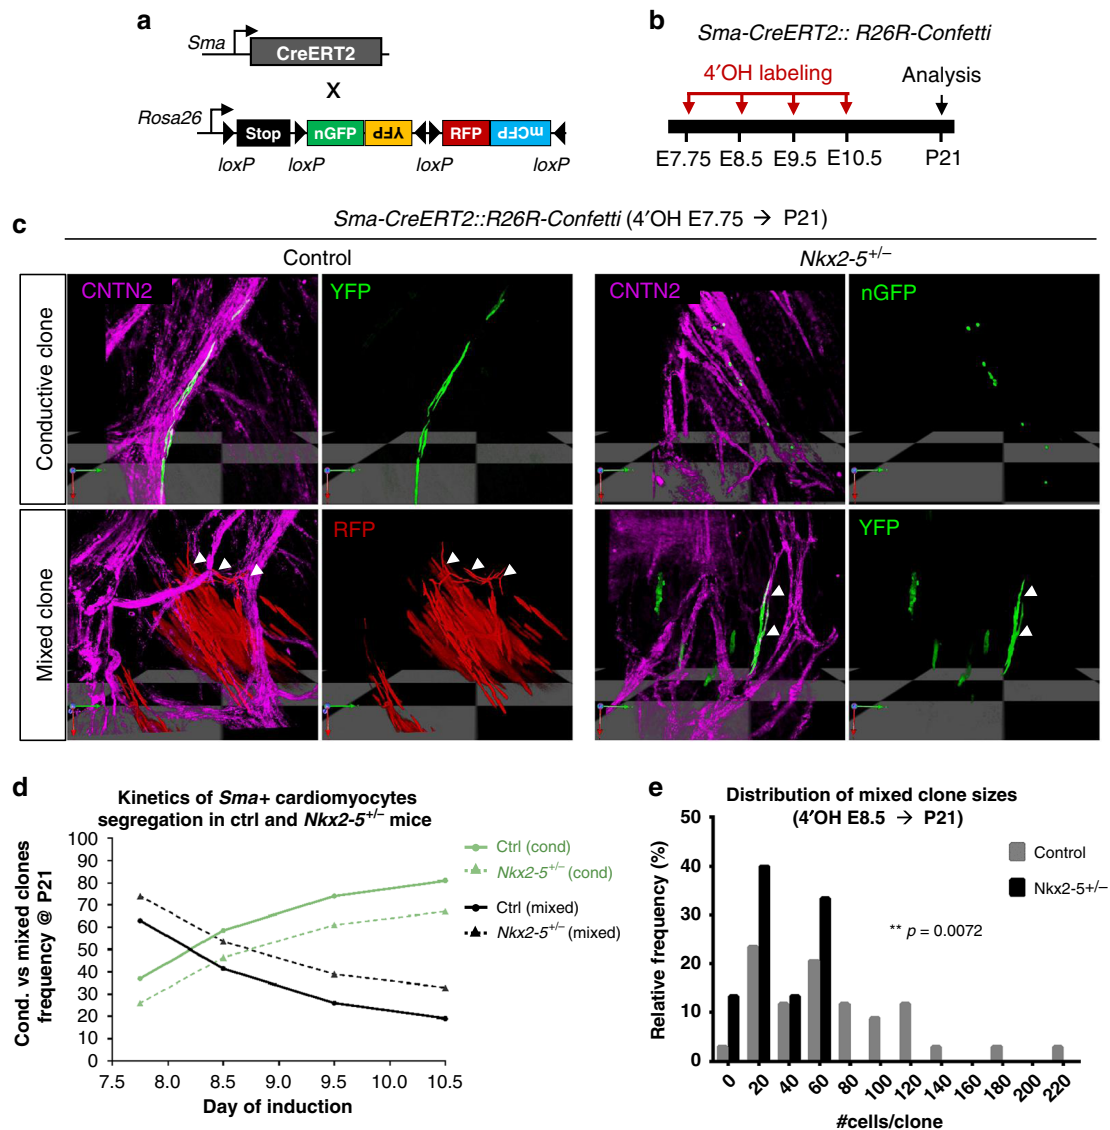 a
Sma
CreERT2
X
Rosa26
Stop
nGFP
YFP
RFP
mCFP
loxP
loxP
loxP
loxP
b
Sma-CreERT2:: R26R-Confetti
4′OH labeling
Analysis
E7.75
E8.5
E9.5
E10.5
P21
c
Sma-CreERT2::R26R-Confetti (4′OH E7.75 → P21)
Control
Nkx2-5+/–
Conductive clone
CNTN2
YFP
CNTN2
nGFP
Mixed clone
RFP
YFP
d
Kinetics of Sma+ cardiomyocytes
segregation in ctrl and Nkx2-5+/– mice
Cond. vs mixed clones
frequency @ P21
100
90
80
70
60
50
40
30
20
10
0
7.5
8.0
8.5
9.0
9.5
10.0
10.5
Day of induction
Ctrl (cond)
Nkx2-5+/– (cond)
Ctrl (mixed)
Nkx2-5+/– (mixed)
e
Distribution of mixed clone sizes
(4′OH E8.5 → P21)
Relative frequency (%)
50
40
30
20
10
0
Control
Nkx2-5+/–
** p = 0.0072
0
20
40
60
80
100
120
140
160
180
200
220
#cells/clone